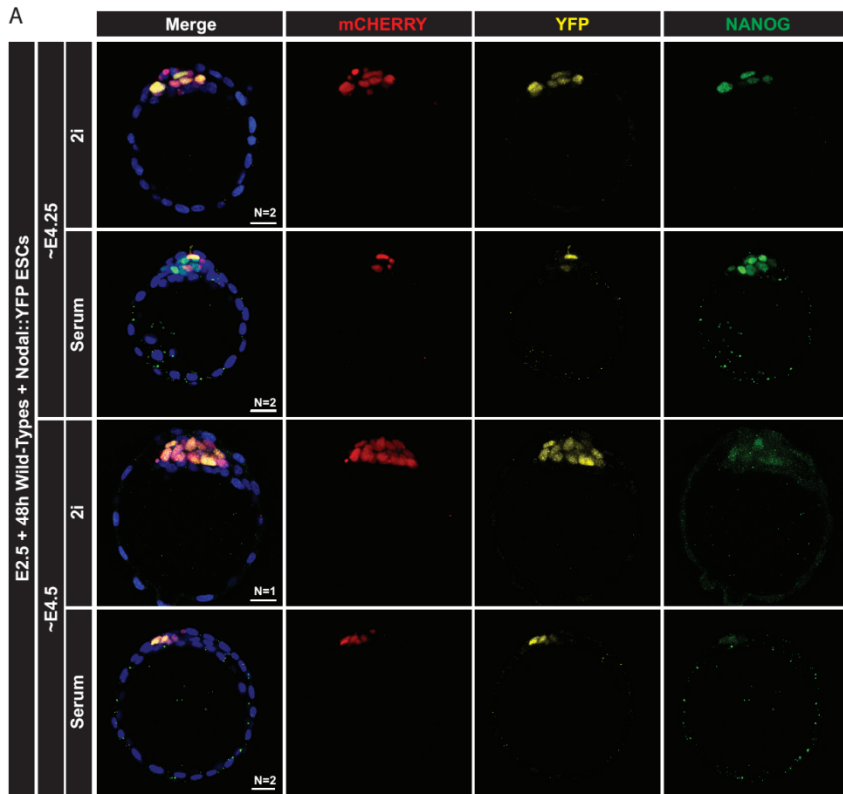 A
Merge
mCHERRY
YFP
NANOG
E2.5 + 48h Wild-Types + Nodal::YFP ESCs
~E4.25
2i
N=2
Serum
N=2
~E4.5
2i
N=1
Serum
N=2